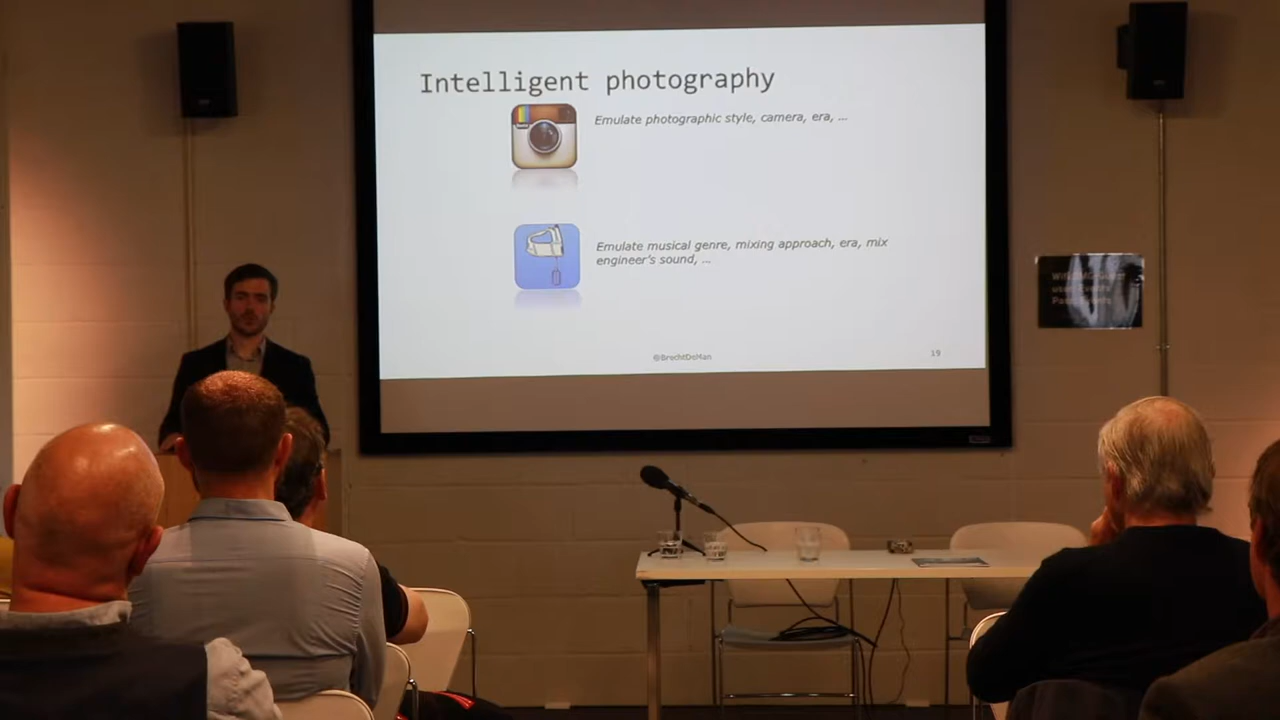 Intelligent photography
Emulate photographic style, camera, era, ...
Emulate musical genre, mixing approach, era, mix
engineer's sound, ...
@BrechtDeMan
19